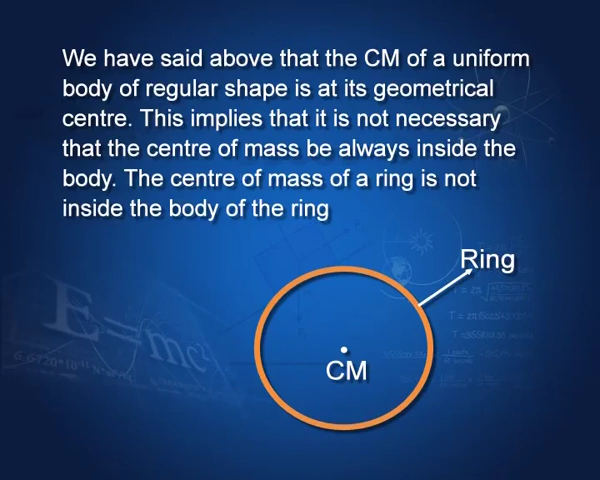 We have said above that the CM of a uniform
body of regular shape is at its geometrical
centre. This implies that it is not necessary
that the centre of mass be always inside the
body. The centre of mass of a ring is not
inside the body of the ring
Ring
CM
E=mc²